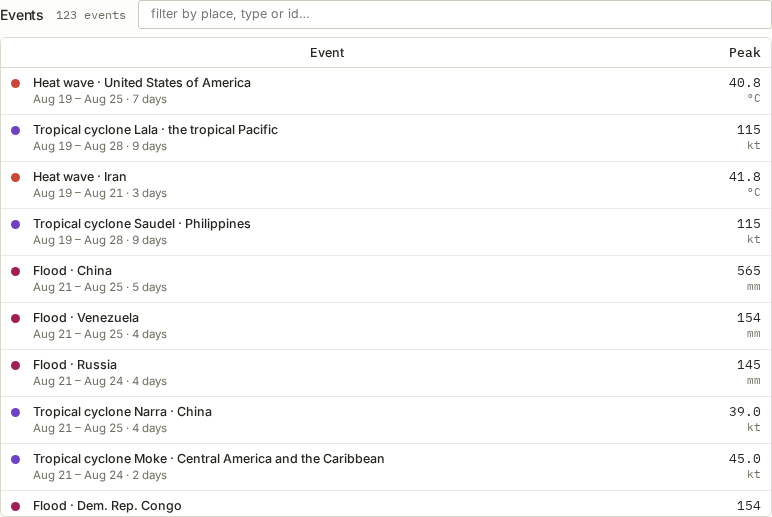 Events 123 events filter by place, type or id...
Event Peak
Heat wave · United States of America 40.8
Aug 19 – Aug 25 · 7 days °C
Tropical cyclone Lala · the tropical Pacific 115
Aug 19 – Aug 28 · 9 days kt
Heat wave · Iran 41.8
Aug 19 – Aug 21 · 3 days °C
Tropical cyclone Saudel · Philippines 115
Aug 19 – Aug 28 · 9 days kt
Flood · China 565
Aug 21 – Aug 25 · 5 days mm
Flood · Venezuela 154
Aug 21 – Aug 25 · 4 days mm
Flood · Russia 145
Aug 21 – Aug 24 · 4 days mm
Tropical cyclone Narra · China 39.0
Aug 21 – Aug 25 · 4 days kt
Tropical cyclone Moke · Central America and the Caribbean 45.0
Aug 21 – Aug 24 · 2 days kt
Flood · Dem. Rep. Congo 154